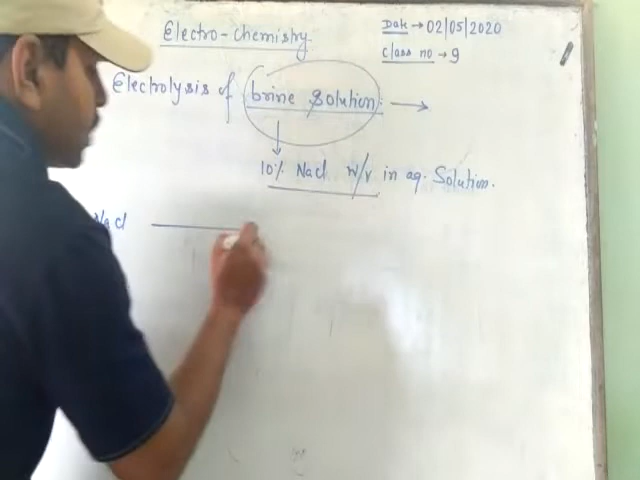 Electro-chemistry
Date → 02/05/2020
Class no → 9
Electrolysis of brine solution. →
10% Nacl w/v in aq. Solution.
Nacl